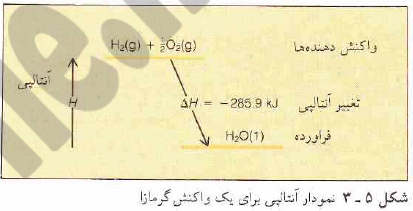 H₂(g) + ½O₂(g) واکنش دهنده‌ها
آنتالپی
H ΔH = −285.9 kJ تغییر آنتالپی
H₂O(1) فراورده
شکل ۵ ـ ۳ نمودار آنتالپی برای یک واکنش گرمازا